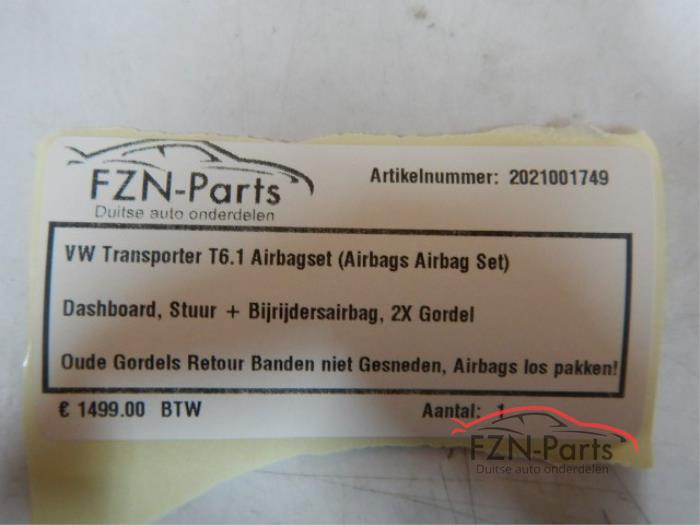 FZN-Parts
Duitse auto onderdelen
Artikelnummer: 2021001749
VW Transporter T6.1 Airbagset (Airbags Airbag Set)
Dashboard, Stuur + Bijrijdersairbag, 2X Gordel
Oude Gordels Retour Banden niet Gesneden, Airbags los pakken!
€ 1499.00 BTW
Aantal: 1
FZN-Parts
Duitse auto onderdelen